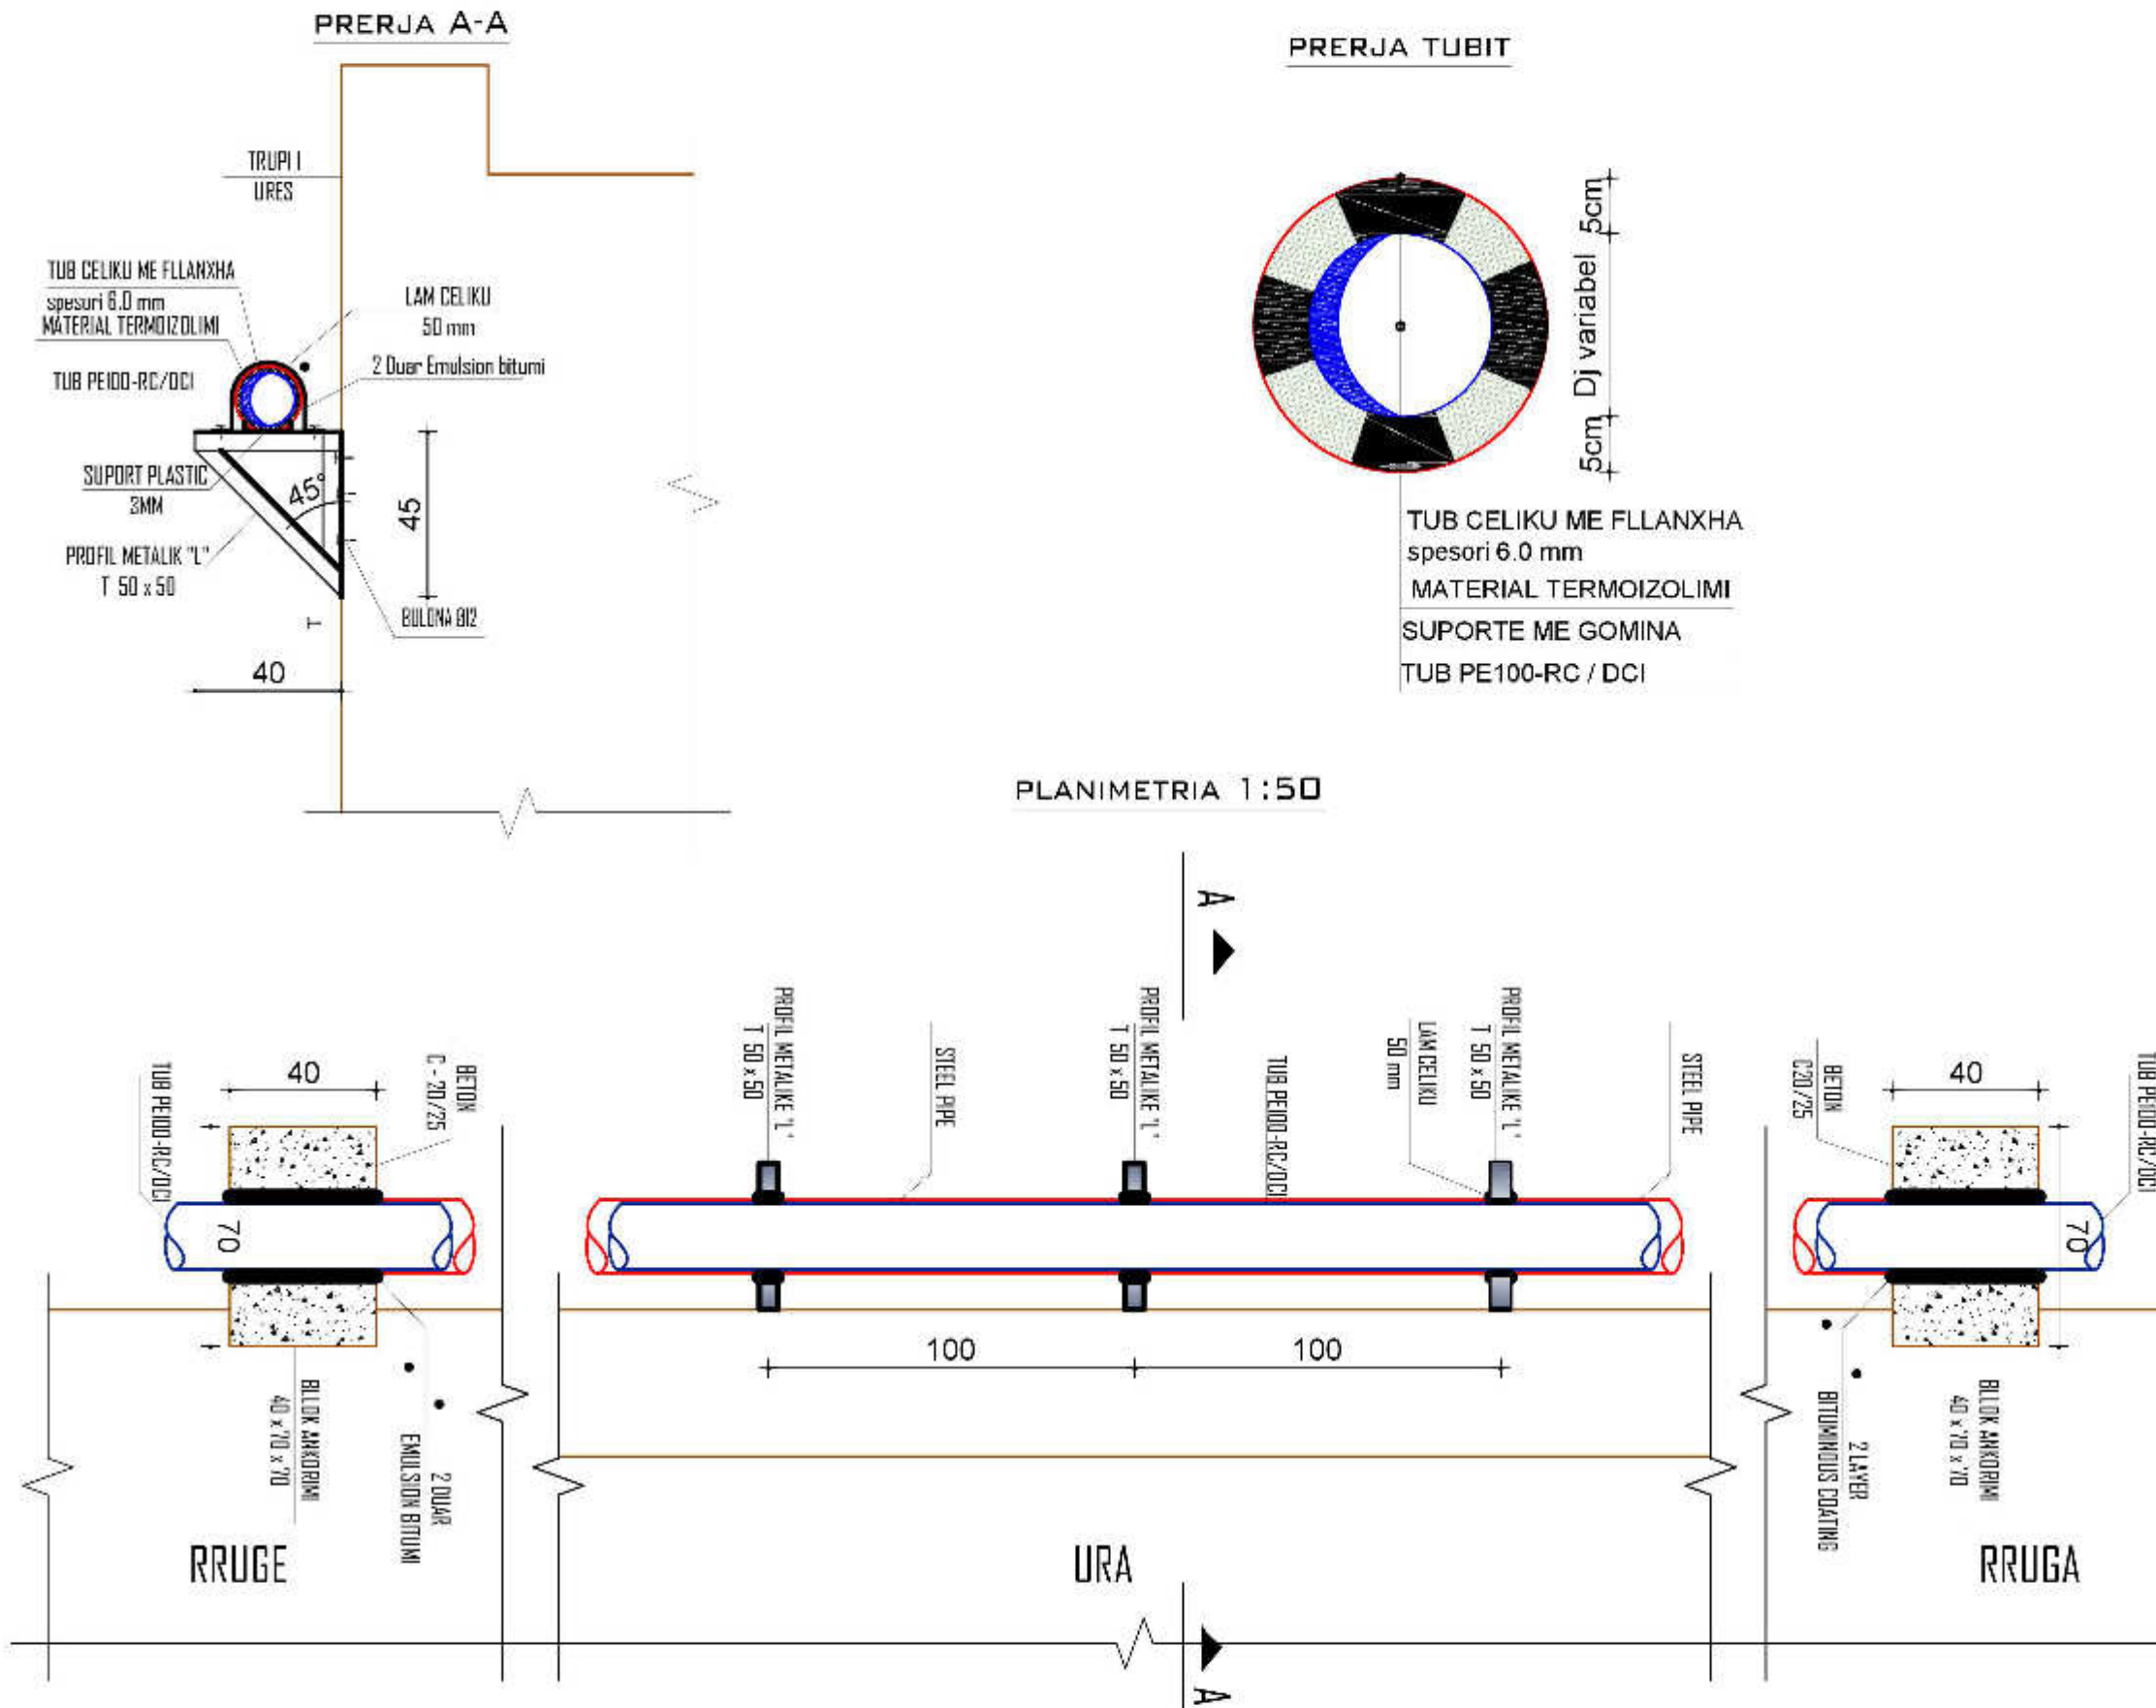 PRERJA A-A
TRUPI I
URES
TUB CELIKU ME FLLANXHA
spesori 6.0 mm
MATERIAL TERMOIZOLIMI
TUB PE100-RC/DCI
LAM CELIKU
50 mm
2 Duar Emulsion bitumi
SUPORT PLASTIC
3MM
PROFIL METALIK "L"
T 50 x 50
45°
45
BULONA Ø12
T
40
PRERJA TUBIT
5cm
Dj variabel
5cm
TUB CELIKU ME FLLANXHA
spesori 6.0 mm
MATERIAL TERMOIZOLIMI
SUPORTE ME GOMINA
TUB PE100-RC / DCI
PLANIMETRIA 1:50
A
TUB PE100-RC/DCI
40
BETON
C - 20/25
70
BLLOK ANKORIMI
40 x 70 x 70
2 DUAR
EMULSION BITUMI
RRUGE
PROFIL METALIKE "L"
T 50 x 50
STEEL PIPE
PROFIL METALIKE "L"
T 50 x 50
TUB PE100-RC/DCI
LAM CELIKU
50 mm
PROFIL METALIKE "L"
T 50 x 50
STEEL PIPE
100
100
URA
A
BETON
C20/25
40
TUB PE100-RC/DCI
70
2 LAYER
BITUMINOUS COATING
BLLOK ANKORIMI
40 x 70 x 70
RRUGA